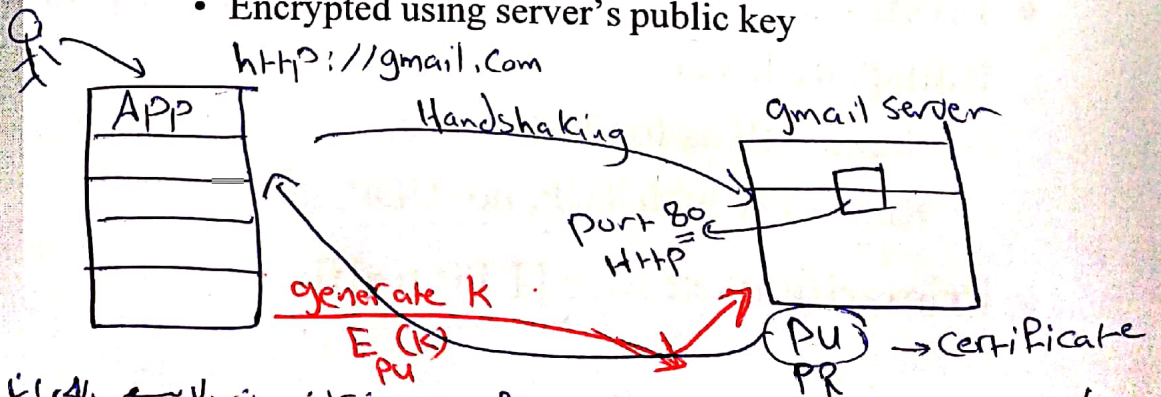 • Encrypted using server's public key
http://gmail.com
APP
Handshaking
gmail server
port 80
Http
generate k
E PU (K)
PU → Certificate
PR